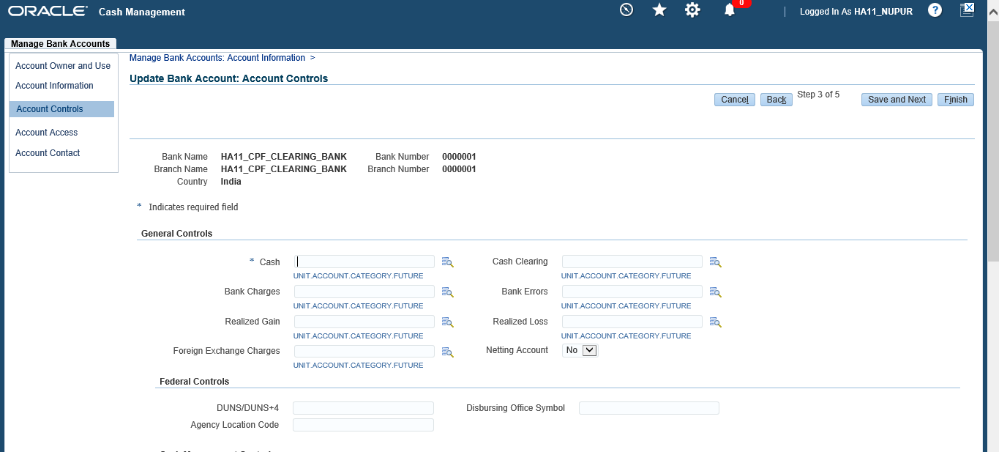 ORACLE Cash Management
0
Logged In As HA11_NUPUR
?
Manage Bank Accounts
Account Owner and Use
Account Information
Account Controls
Account Access
Account Contact
Manage Bank Accounts: Account Information >
Update Bank Account: Account Controls
Cancel Back Step 3 of 5 Save and Next Finish
Bank Name HA11_CPF_CLEARING_BANK Bank Number 0000001
Branch Name HA11_CPF_CLEARING_BANK Branch Number 0000001
Country India
* Indicates required field
General Controls
* Cash Cash Clearing
UNIT.ACCOUNT.CATEGORY.FUTURE UNIT.ACCOUNT.CATEGORY.FUTURE
Bank Charges Bank Errors
UNIT.ACCOUNT.CATEGORY.FUTURE UNIT.ACCOUNT.CATEGORY.FUTURE
Realized Gain Realized Loss
UNIT.ACCOUNT.CATEGORY.FUTURE UNIT.ACCOUNT.CATEGORY.FUTURE
Foreign Exchange Charges Netting Account No
UNIT.ACCOUNT.CATEGORY.FUTURE
Federal Controls
DUNS/DUNS+4 Disbursing Office Symbol
Agency Location Code